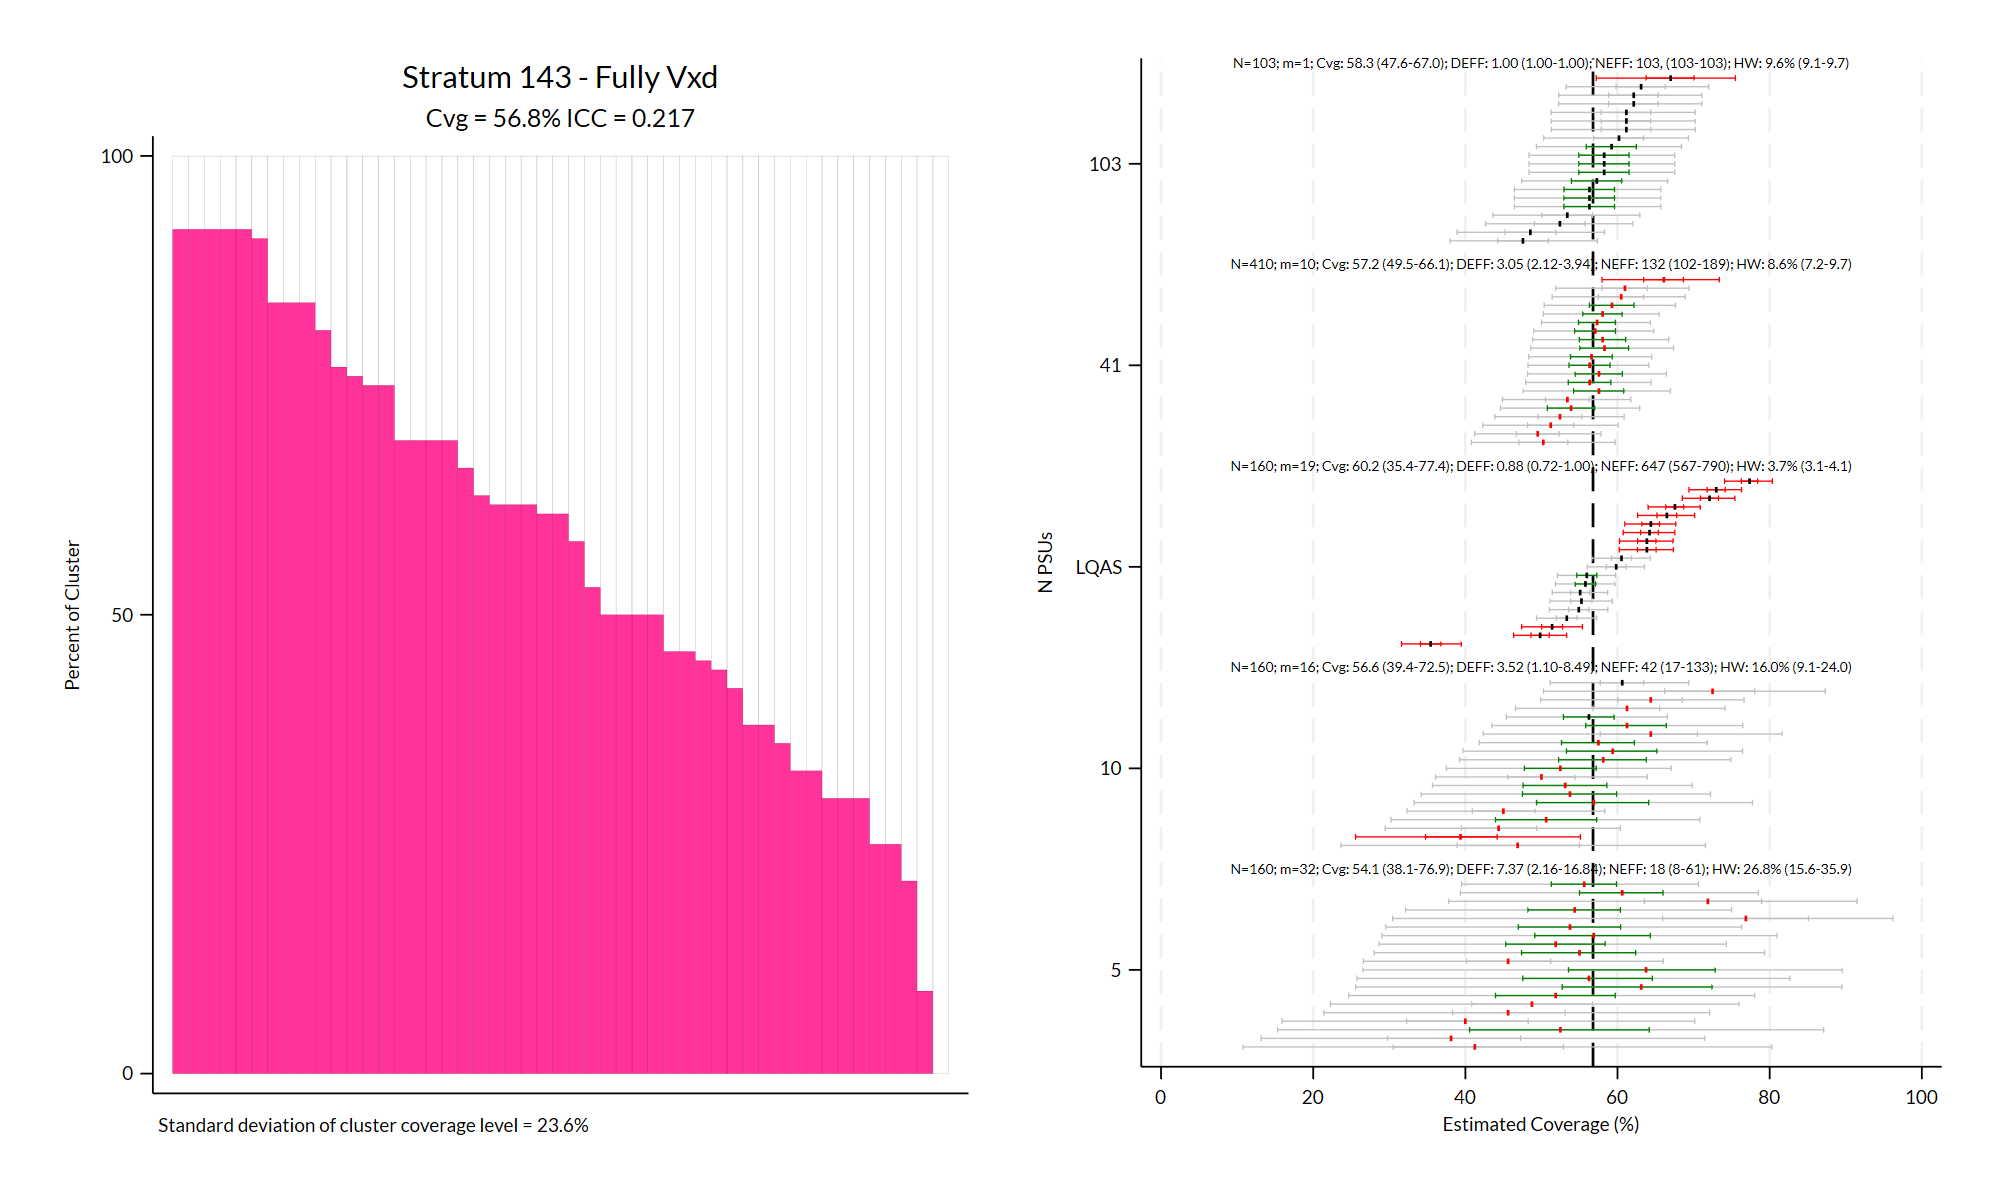 Stratum 143 - Fully Vxd
Cvg = 56.8% ICC = 0.217
100
50
0
Percent of Cluster
Standard deviation of cluster coverage level = 23.6%
N=103; m=1; Cvg: 58.3 (47.6-67.0); DEFF: 1.00 (1.00-1.00); NEFF: 103, (103-103); HW: 9.6% (9.1-9.7)
103
N=410; m=10; Cvg: 57.2 (49.5-66.1); DEFF: 3.05 (2.12-3.94); NEFF: 132 (102-189); HW: 8.6% (7.2-9.7)
41
N=160; m=19; Cvg: 60.2 (35.4-77.4); DEFF: 0.88 (0.72-1.00); NEFF: 647 (567-790); HW: 3.7% (3.1-4.1)
N PSUs
LQAS
N=160; m=16; Cvg: 56.6 (39.4-72.5); DEFF: 3.52 (1.10-8.49); NEFF: 42 (17-133); HW: 16.0% (9.1-24.0)
10
N=160; m=32; Cvg: 54.1 (38.1-76.9); DEFF: 7.37 (2.16-16.84); NEFF: 18 (8-61); HW: 26.8% (15.6-35.9)
5
0 20 40 60 80 100
Estimated Coverage (%)